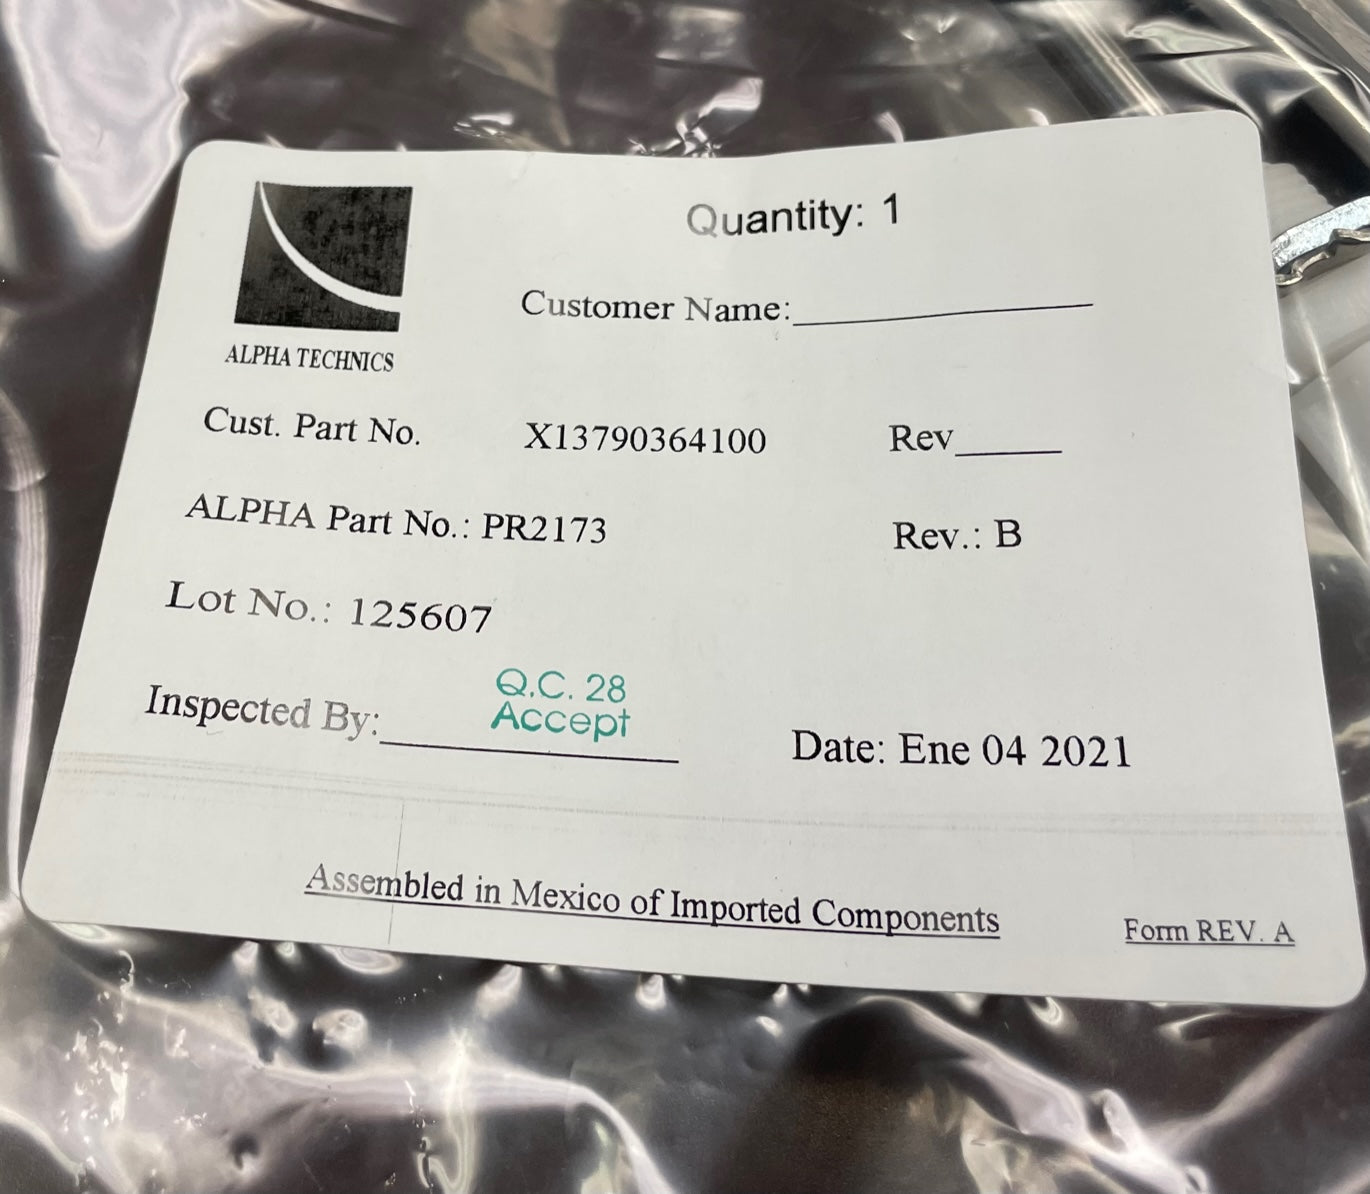 Quantity: 1
Customer Name:
ALPHA TECHNICS
Cust. Part No. X13790364100 Rev
ALPHA Part No.: PR2173 Rev.: B
Lot No.: 125607
Q.C. 28
Accept
Inspected By: Date: Ene 04 2021
Assembled in Mexico of Imported Components Form REV. A